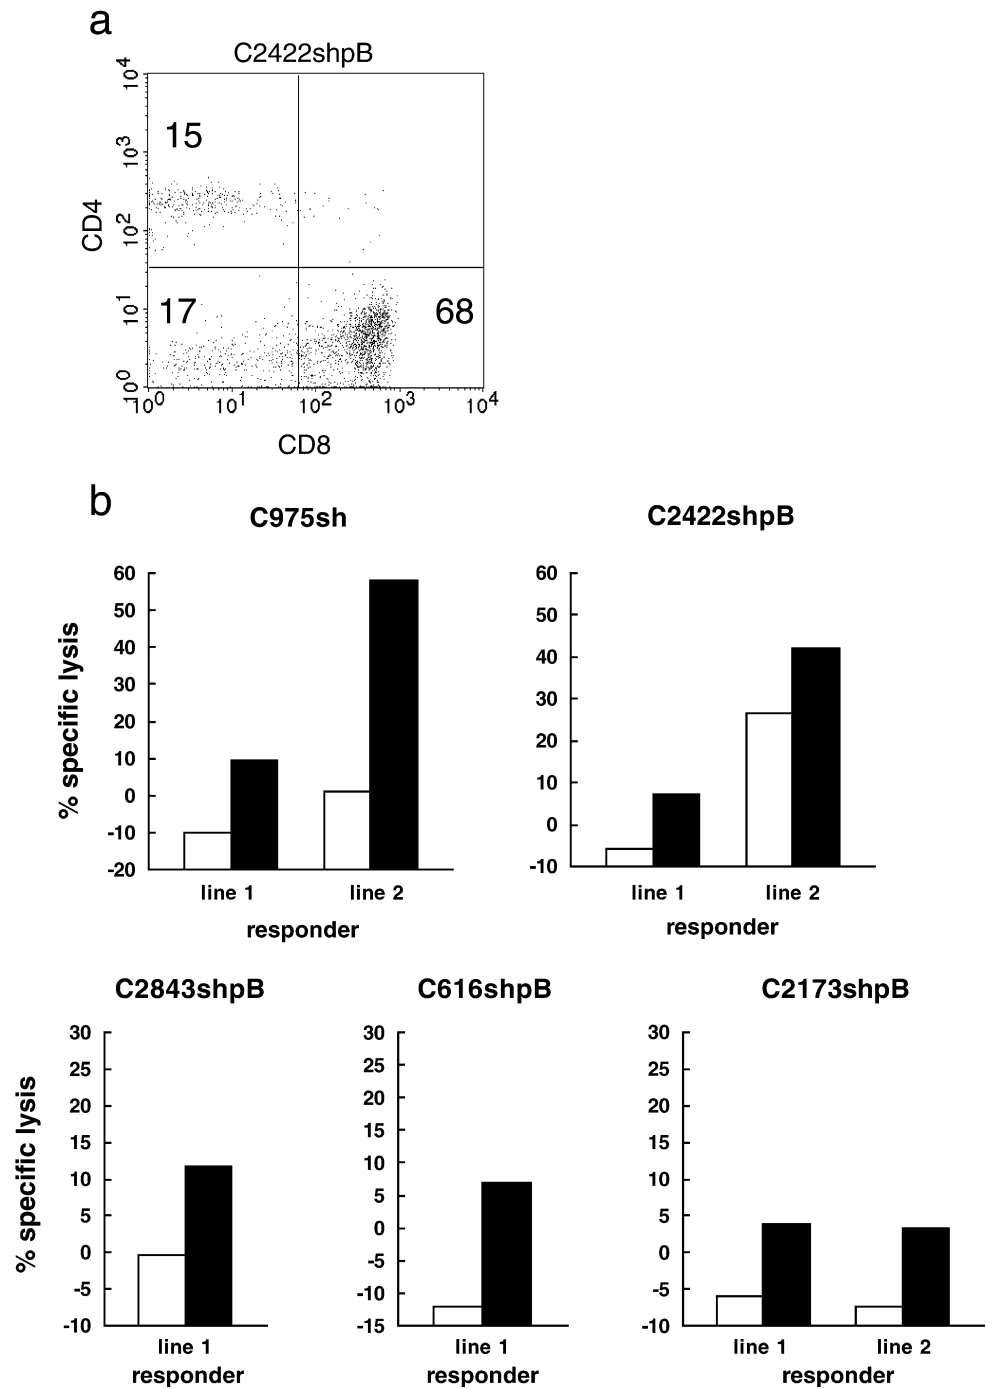 a
C2422shpB
10^4
15
10^3
CD4
10^2
17
68
10^1
10^0
10^0 10^1 10^2 10^3 10^4
CD8
b
C975sh
60
50
40
30
20
10
0
-10
-20
% specific lysis
line 1 line 2
responder
C2422shpB
60
50
40
30
20
10
0
-10
line 1 line 2
responder
C2843shpB
30
25
20
15
10
5
0
-5
-10
% specific lysis
line 1
responder
C616shpB
30
25
20
15
10
5
0
-5
-10
-15
line 1
responder
C2173shpB
30
25
20
15
10
5
0
-5
-10
line 1 line 2
responder